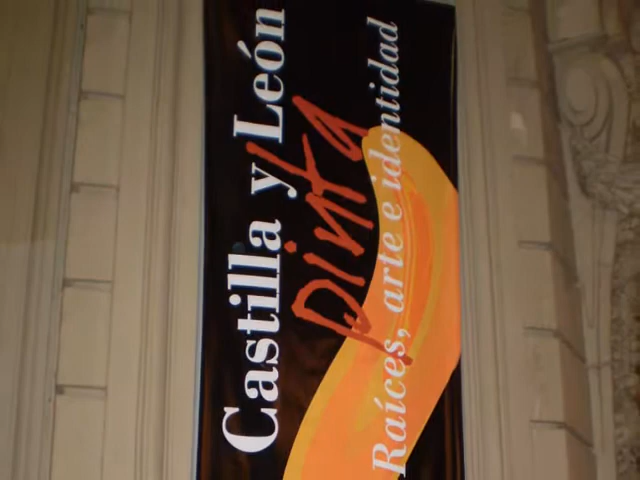 Castilla y León
pinta
Raíces, arte e identidad